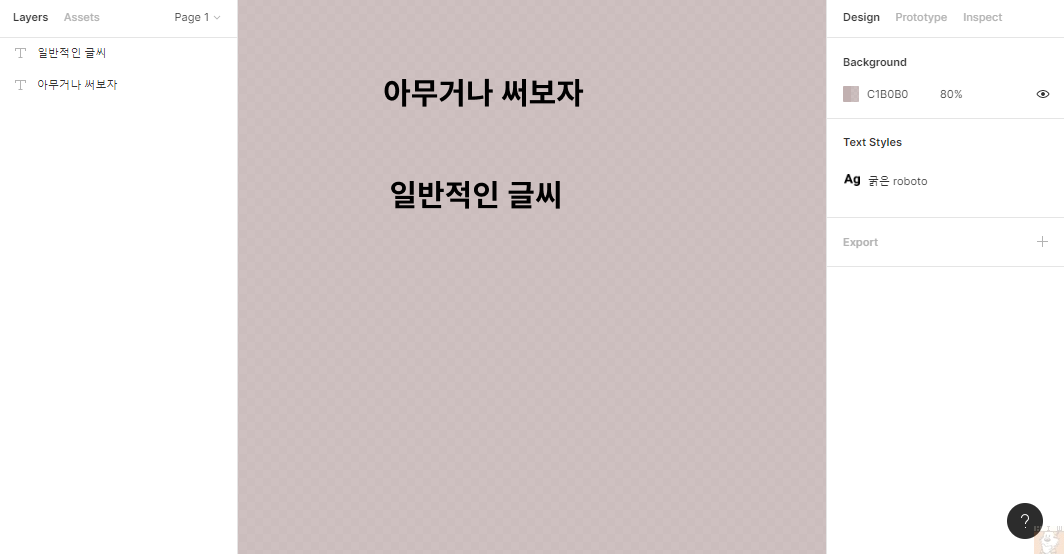 Layers Assets Page 1
일반적인 글씨
아무거나 써보자
아무거나 써보자
일반적인 글씨
Design Prototype Inspect
Background
C1B0B0 80%
Text Styles
Ag 굵은 roboto
Export
?